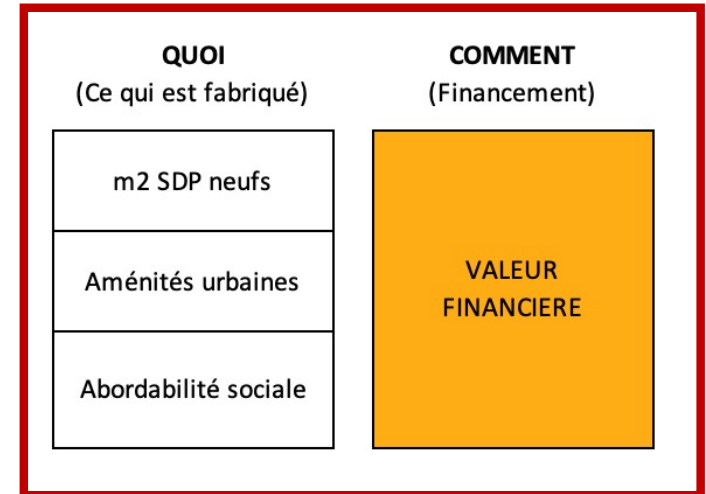 QUOI
(Ce qui est fabriqué)
m2 SDP neufs
Aménités urbaines
Abordabilité sociale
COMMENT
(Financement)
VALEUR
FINANCIERE